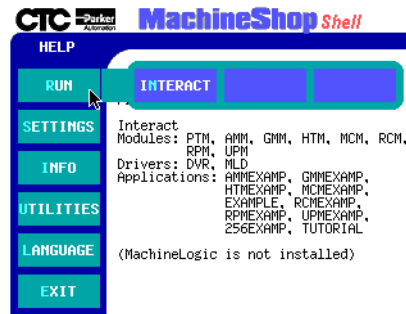 CTC Parker Automation MachineShop Shell
HELP
RUN INTERACT
SETTINGS
INFO
UTILITIES
LANGUAGE
EXIT
Interact
Modules: PTM, AMM, GMM, HTM, MCM, RCM,
RPM, UPM
Drivers: DVR, MLD
Applications: AMMEXAMP, GMMEXAMP,
HTMEXAMP, MCMEXAMP,
EXAMPLE, RCMEXAMP,
RPMEXAMP, UPMEXAMP,
256EXAMP, TUTORIAL
(MachineLogic is not installed)